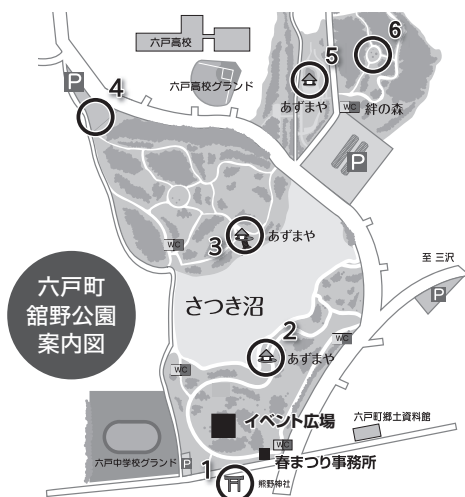 六戸高校
6
5
P
4
六戸高校グランド
あずまや
WC
絆の森
P
3
あずまや
WC
至 三沢
六戸町
舘野公園
案内図
さつき沼
P
2
あずまや
WC
WC
イベント広場
六戸町郷土資料館
WC
六戸中学校グランド
P
1
春まつり事務所
熊野神社